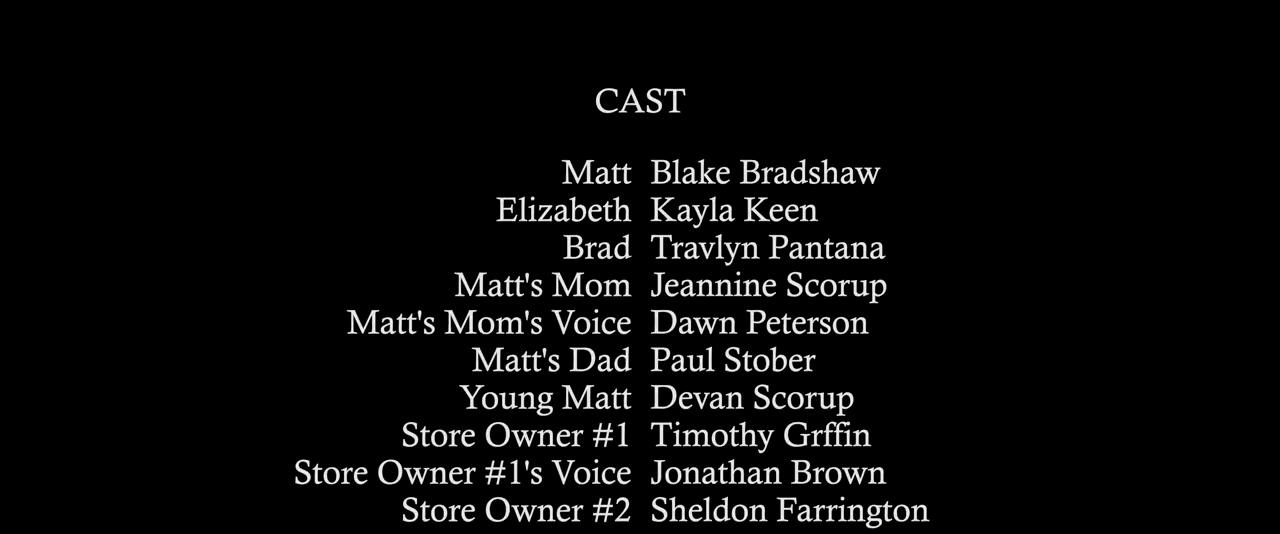 CAST
Matt Blake Bradshaw
Elizabeth Kayla Keen
Brad Travlyn Pantana
Matt's Mom Jeannine Scorup
Matt's Mom's Voice Dawn Peterson
Matt's Dad Paul Stober
Young Matt Devan Scorup
Store Owner #1 Timothy Grffin
Store Owner #1's Voice Jonathan Brown
Store Owner #2 Sheldon Farrington